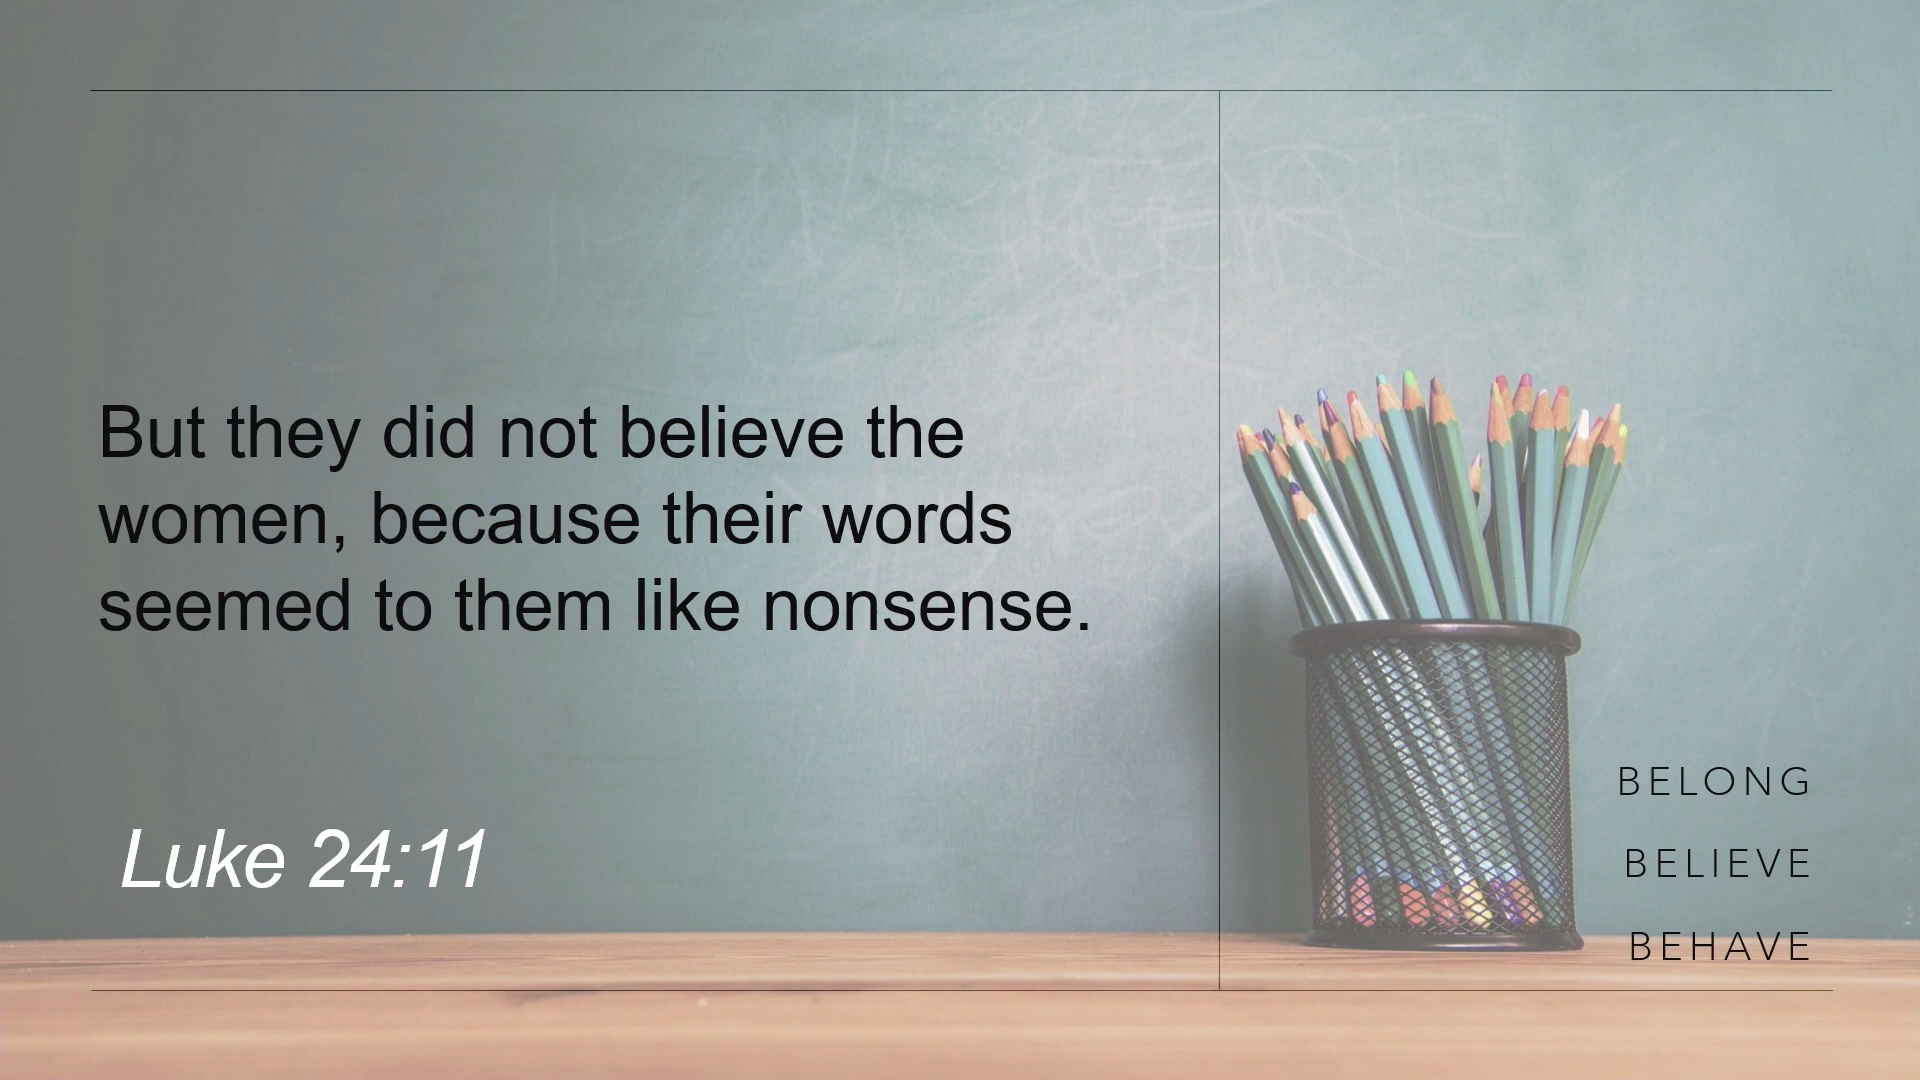 But they did not believe the
women, because their words
seemed to them like nonsense.
Luke 24:11
BELONG
BELIEVE
BEHAVE